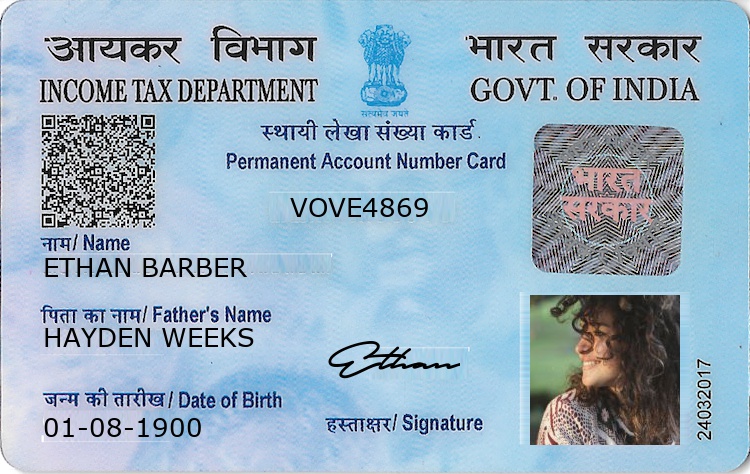 आयकर विभाग
भारत सरकार
INCOME TAX DEPARTMENT
GOVT. OF INDIA
सत्यमेव जयते
स्थायी लेखा संख्या कार्ड
Permanent Account Number Card
भारत
सरकार
VOVE4869
नाम/ Name
ETHAN BARBER
पिता का नाम/ Father's Name
HAYDEN WEEKS
Ethan
जन्म की तारीख / Date of Birth
01-08-1900
हस्ताक्षर/ Signature
24032017